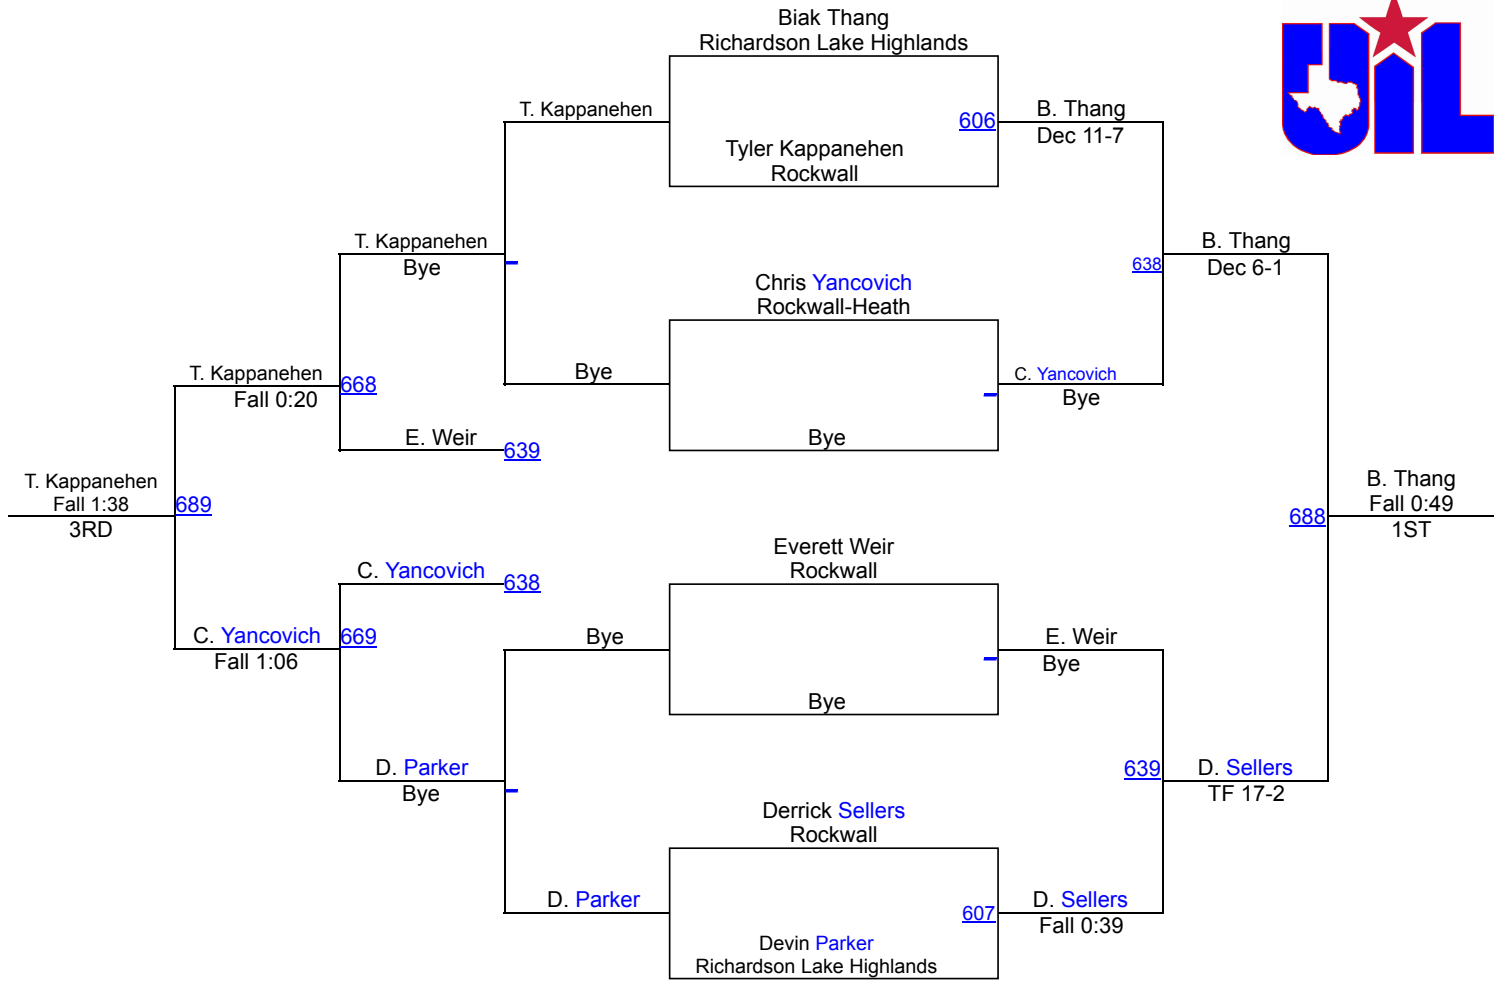 Biak Thang
Richardson Lake Highlands
UIL
T. Kappanehen
606
B. Thang
Dec 11-7
Tyler Kappanehen
Rockwall
T. Kappanehen
Bye
638
B. Thang
Dec 6-1
Chris Yancovich
Rockwall-Heath
T. Kappanehen
Fall 0:20
668
Bye
C. Yancovich
Bye
E. Weir
639
Bye
T. Kappanehen
Fall 1:38
3RD
689
688
B. Thang
Fall 0:49
1ST
Everett Weir
Rockwall
C. Yancovich
638
C. Yancovich
Fall 1:06
669
Bye
E. Weir
Bye
Bye
D. Parker
Bye
639
D. Sellers
TF 17-2
Derrick Sellers
Rockwall
D. Parker
607
D. Sellers
Fall 0:39
Devin Parker
Richardson Lake Highlands